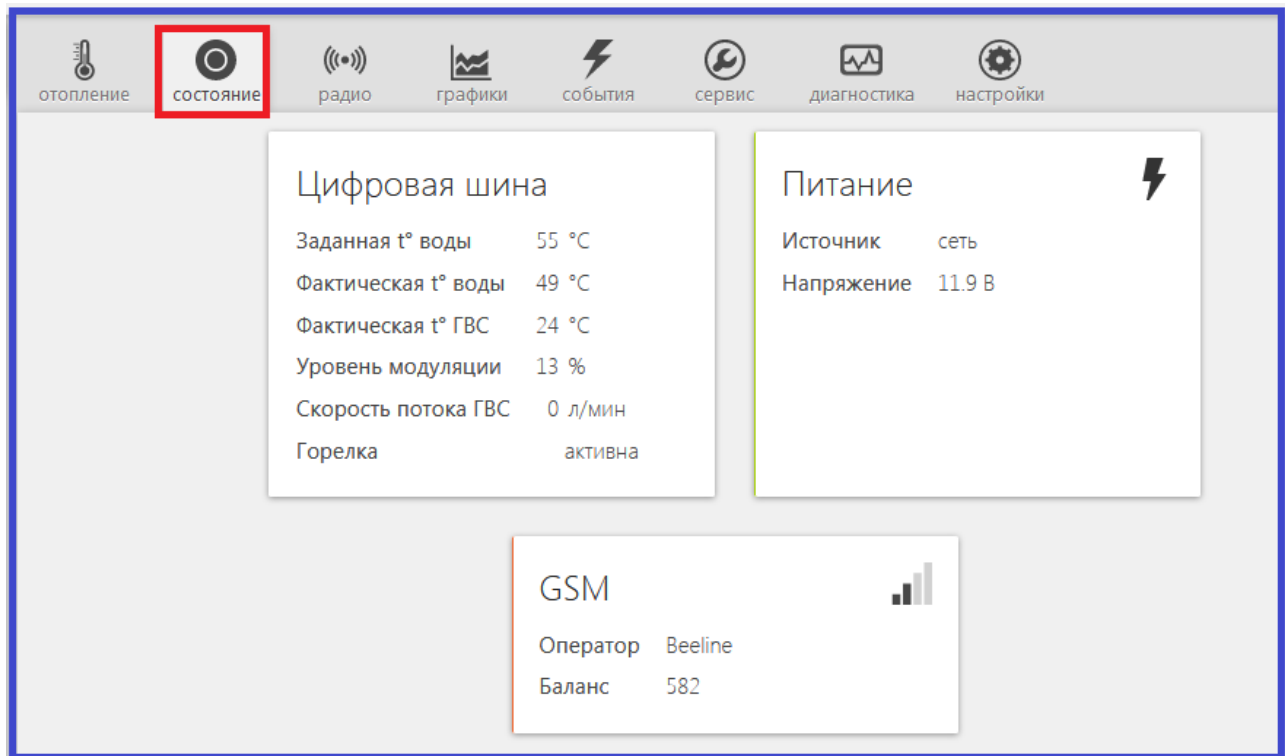 отопление состояние радио графики события сервис диагностика настройки
Цифровая шина
Заданная t° воды 55 °C
Фактическая t° воды 49 °C
Фактическая t° ГВС 24 °C
Уровень модуляции 13 %
Скорость потока ГВС 0 л/мин
Горелка активна
Питание
Источник сеть
Напряжение 11.9 В
GSM
Оператор Beeline
Баланс 582